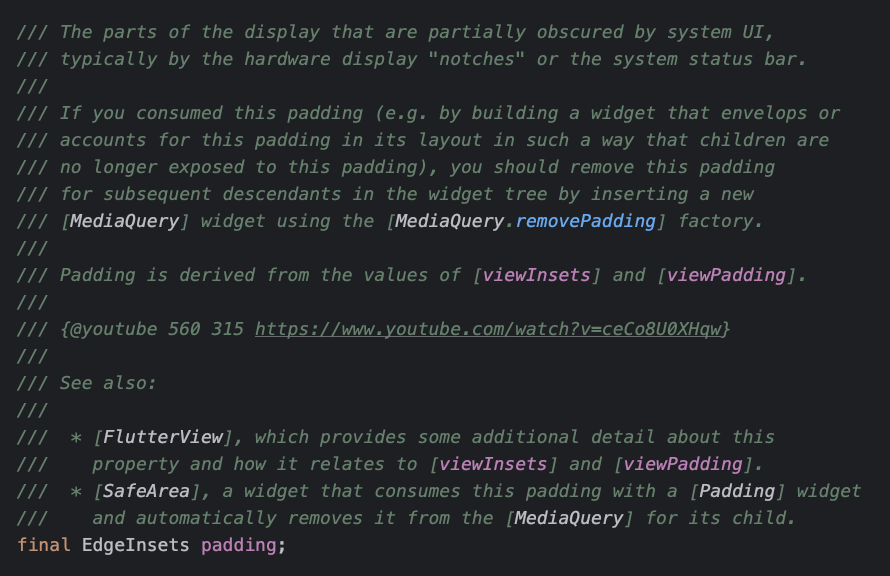 /// The parts of the display that are partially obscured by system UI,
/// typically by the hardware display "notches" or the system status bar.
///
/// If you consumed this padding (e.g. by building a widget that envelops or
/// accounts for this padding in its layout in such a way that children are
/// no longer exposed to this padding), you should remove this padding
/// for subsequent descendants in the widget tree by inserting a new
/// [MediaQuery] widget using the [MediaQuery.removePadding] factory.
///
/// Padding is derived from the values of [viewInsets] and [viewPadding].
///
/// {@youtube 560 315 https://www.youtube.com/watch?v=ceCo8U0XHqw}
///
/// See also:
///
///  * [FlutterView], which provides some additional detail about this
///    property and how it relates to [viewInsets] and [viewPadding].
///  * [SafeArea], a widget that consumes this padding with a [Padding] widget
///    and automatically removes it from the [MediaQuery] for its child.
final EdgeInsets padding;